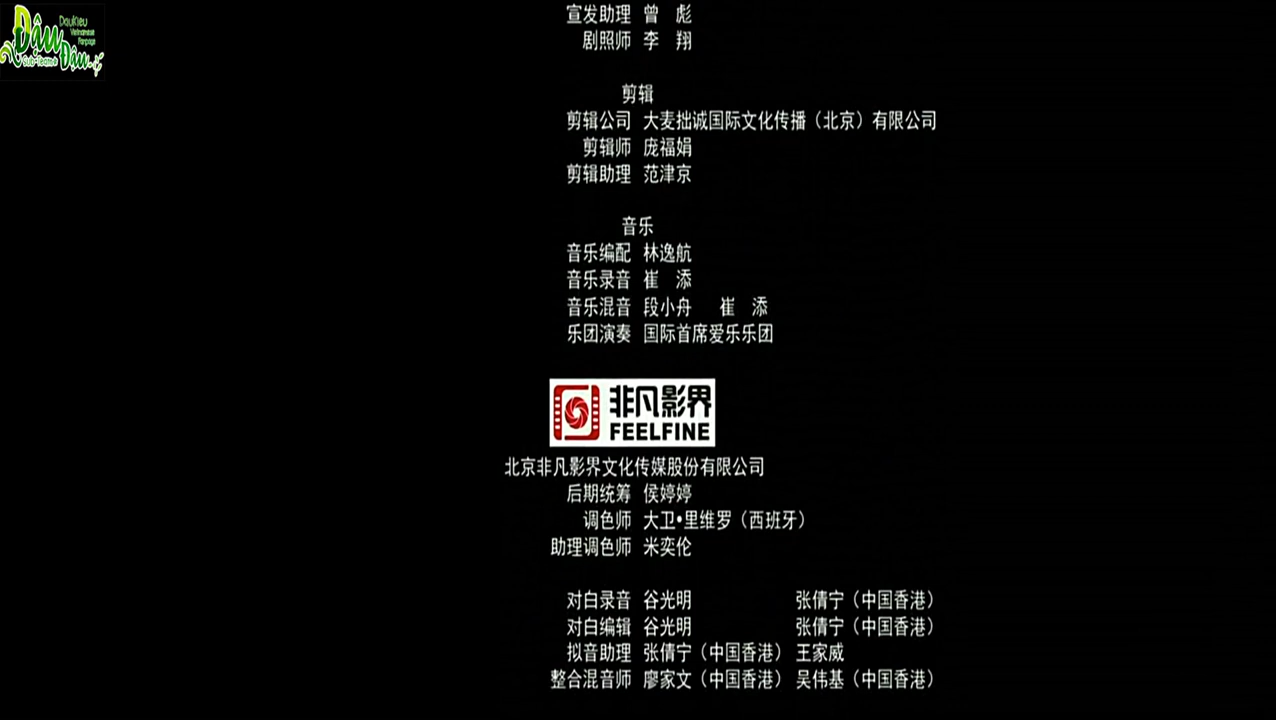 Đậu
DauKieu
Vietnamese
Fanpage
Sub-Team
Đậu
宣发助理 曾 彪
剧照师 李 翔
剪辑
剪辑公司 大麦拙诚国际文化传播（北京）有限公司
剪辑师 庞福娟
剪辑助理 范津京
音乐
音乐编配 林逸航
音乐录音 崔 添
音乐混音 段小舟 崔 添
乐团演奏 国际首席爱乐乐团
非凡影界
FEELFINE
北京非凡影界文化传媒股份有限公司
后期统筹 侯婷婷
调色师 大卫•里维罗（西班牙）
助理调色师 米奕伦
对白录音 谷光明 张倩宁（中国香港）
对白编辑 谷光明 张倩宁（中国香港）
拟音助理 张倩宁（中国香港） 王家威
整合混音师 廖家文（中国香港） 吴伟基（中国香港）